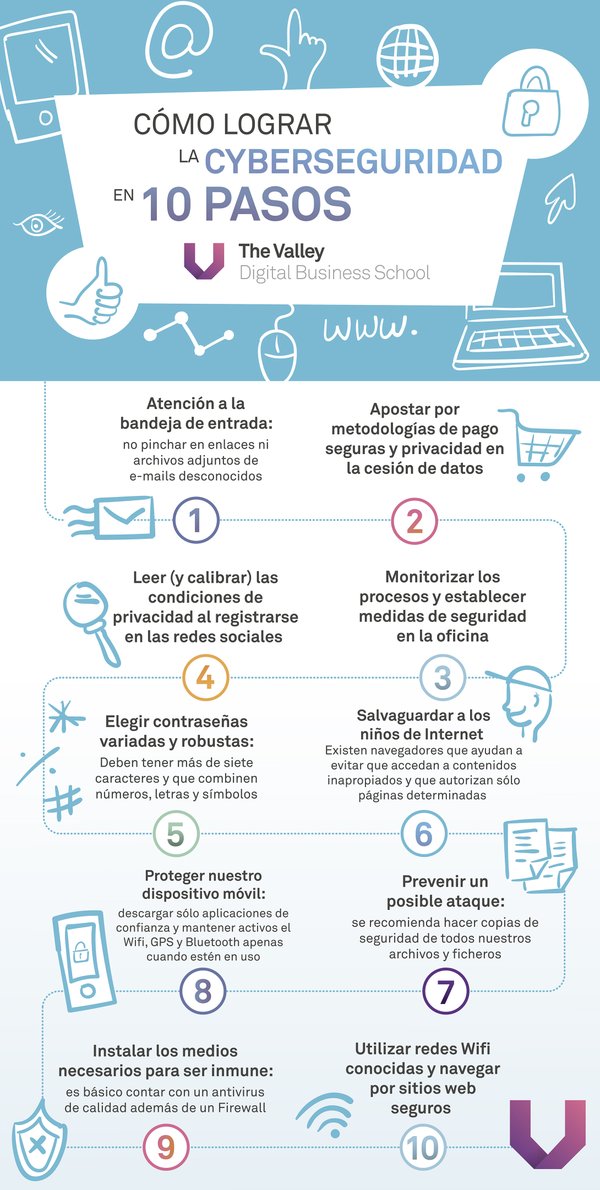 CÓMO LOGRAR
LA CYBERSEGURIDAD
EN 10 PASOS
The Valley
Digital Business School
www.
Atención a la
bandeja de entrada:
no pinchar en enlaces ni
archivos adjuntos de
e-mails desconocidos
1
Apostar por
metodologías de pago
seguras y privacidad en
la cesión de datos
2
Monitorizar los
procesos y establecer
medidas de seguridad
en la oficina
3
Leer (y calibrar) las
condiciones de
privacidad al registrarse
en las redes sociales
4
Elegir contraseñas
variadas y robustas:
Deben tener más de siete
caracteres y que combinen
números, letras y símbolos
5
Salvaguardar a los
niños de Internet
Existen navegadores que ayudan a
evitar que accedan a contenidos
inapropiados y que autorizan sólo
páginas determinadas
6
Prevenir un
posible ataque:
se recomienda hacer copias de
seguridad de todos nuestros
archivos y ficheros
7
Proteger nuestro
dispositivo móvil:
descargar sólo aplicaciones de
confianza y mantener activos el
Wifi, GPS y Bluetooth apenas
cuando estén en uso
8
Instalar los medios
necesarios para ser inmune:
es básico contar con un antivirus
de calidad además de un Firewall
9
Utilizar redes Wifi
conocidas y navegar
por sitios web
seguros
10